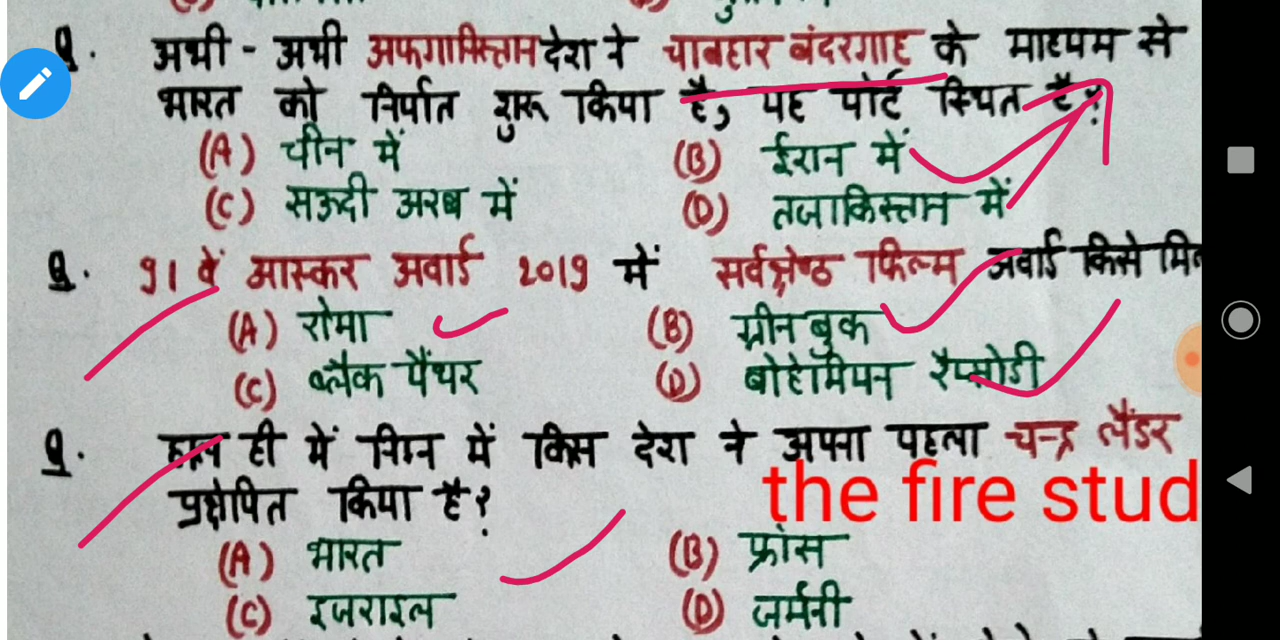 Q. अभी - अभी अफगानिस्तान देश ने चाबहार बंदरगाह के माध्यम से
भारत को निर्यात शुरू किया है, यह पोर्ट स्थित है?
(A) चीन में (B) ईरान में
(C) सऊदी अरब में (D) तजाकिस्तान में
Q. 91 वें आस्कर अवार्ड 2019 में सर्वश्रेष्ठ फिल्म अवार्ड किसे
(A) रोमा (B) ग्रीन बुक
(C) ब्लैक पैंथर (D) बोहेमियन रैप्सोडी
Q. हाल ही में निम्न में किस देश ने अपना पहला चन्द्र लैंडर
प्रक्षेपित किया है?
the fire stud
(A) भारत (B) फ्रांस
(C) इजराइल (D) जर्मनी